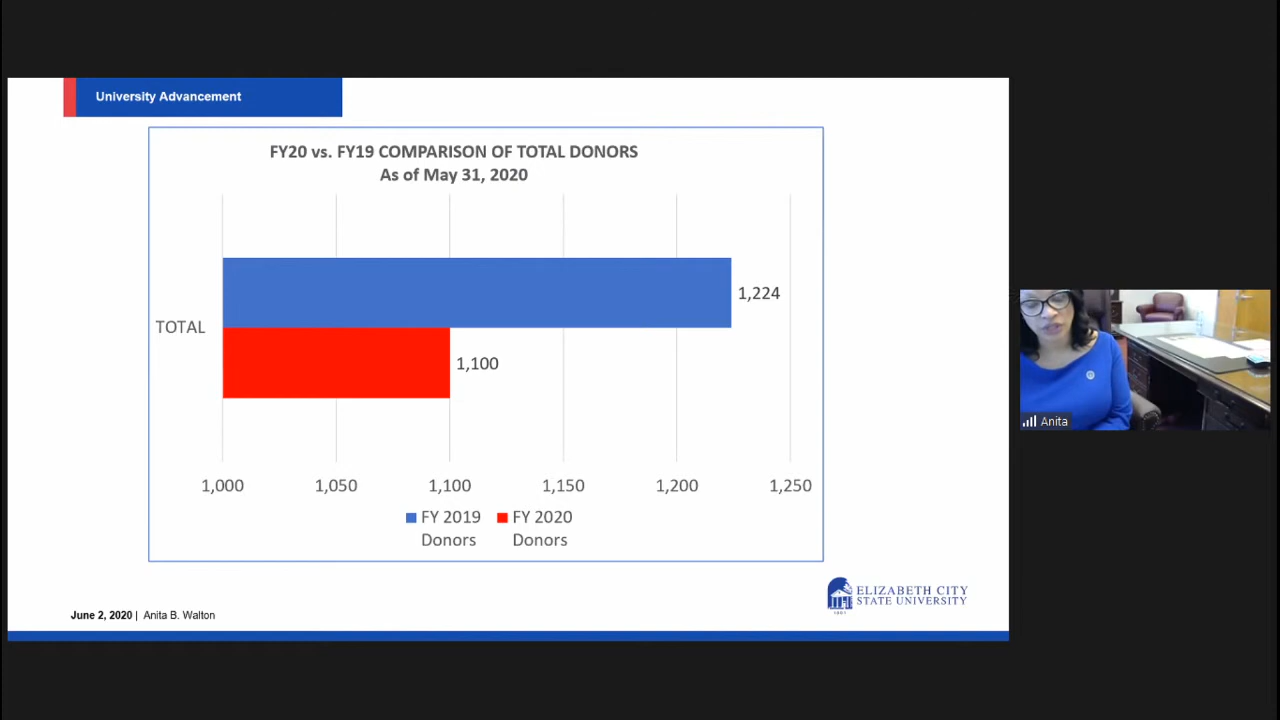 University Advancement
FY20 vs. FY19 COMPARISON OF TOTAL DONORS
As of May 31, 2020
1,224
TOTAL
1,100
1,000 1,050 1,100 1,150 1,200 1,250
FY 2019 Donors
FY 2020 Donors
ELIZABETH CITY
STATE UNIVERSITY
1891
June 2, 2020 | Anita B. Walton
Anita